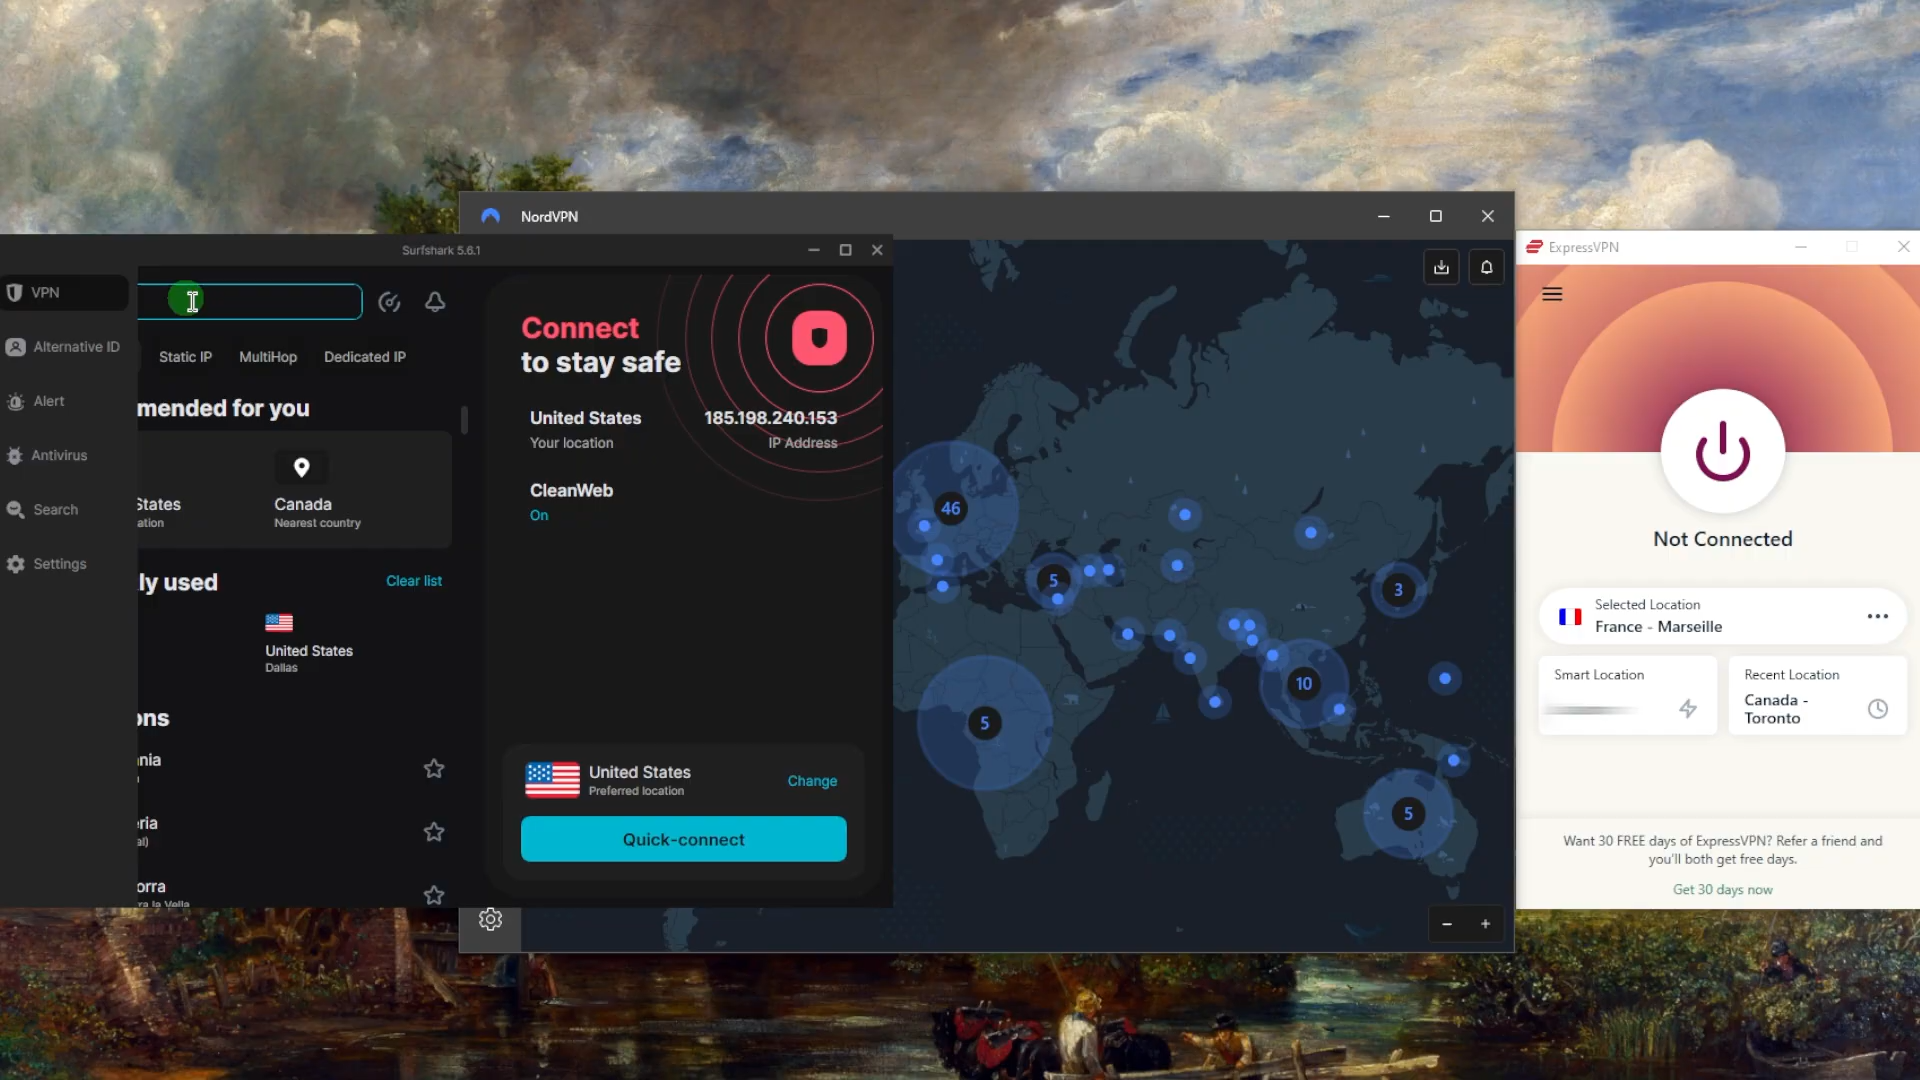 NordVPN
Surfshark 5.6.1
VPN
Alternative ID
Alert
Antivirus
Search
Settings
Static IP
MultiHop
Dedicated IP
mended for you
States
ation
Canada
Nearest country
ly used
Clear list
United States
Dallas
ons
nia
ria
al)
orra
ra la Vella
Connect
to stay safe
United States
Your location
185.198.240.153
IP Address
CleanWeb
On
United States
Preferred location
Change
Quick-connect
46
5
3
5
10
5
ExpressVPN
Not Connected
Selected Location
France - Marseille
Smart Location
Recent Location
Canada -
Toronto
Want 30 FREE days of ExpressVPN? Refer a friend and
you'll both get free days.
Get 30 days now